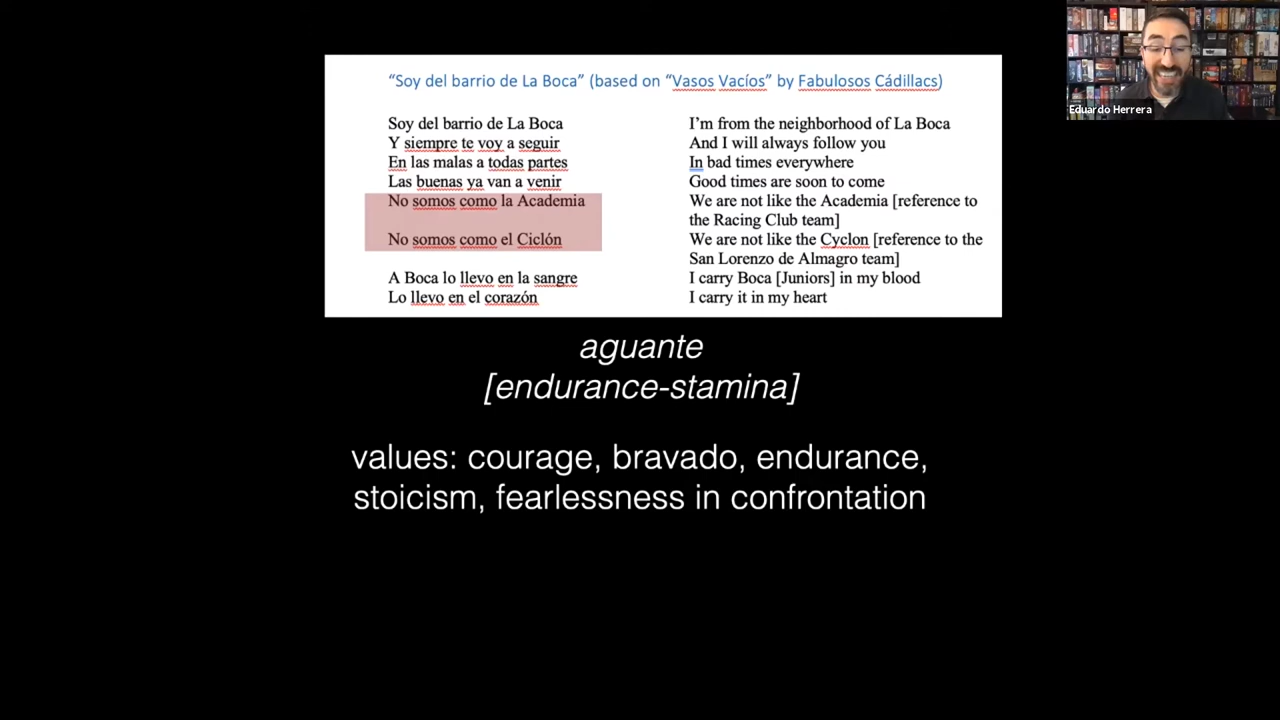 "Soy del barrio de La Boca" (based on "Vasos Vacíos" by Fabulosos Cádillacs)
Soy del barrio de La Boca
Y siempre te voy a seguir
En las malas a todas partes
Las buenas ya van a venir
No somos como la Academia
No somos como el Ciclón
A Boca lo llevo en la sangre
Lo llevo en el corazón
I'm from the neighborhood of La Boca
And I will always follow you
In bad times everywhere
Good times are soon to come
We are not like the Academia [reference to
the Racing Club team]
We are not like the Cyclon [reference to the
San Lorenzo de Almagro team]
I carry Boca [Juniors] in my blood
I carry it in my heart
aguante
[endurance-stamina]
values: courage, bravado, endurance,
stoicism, fearlessness in confrontation
Eduardo Herrera